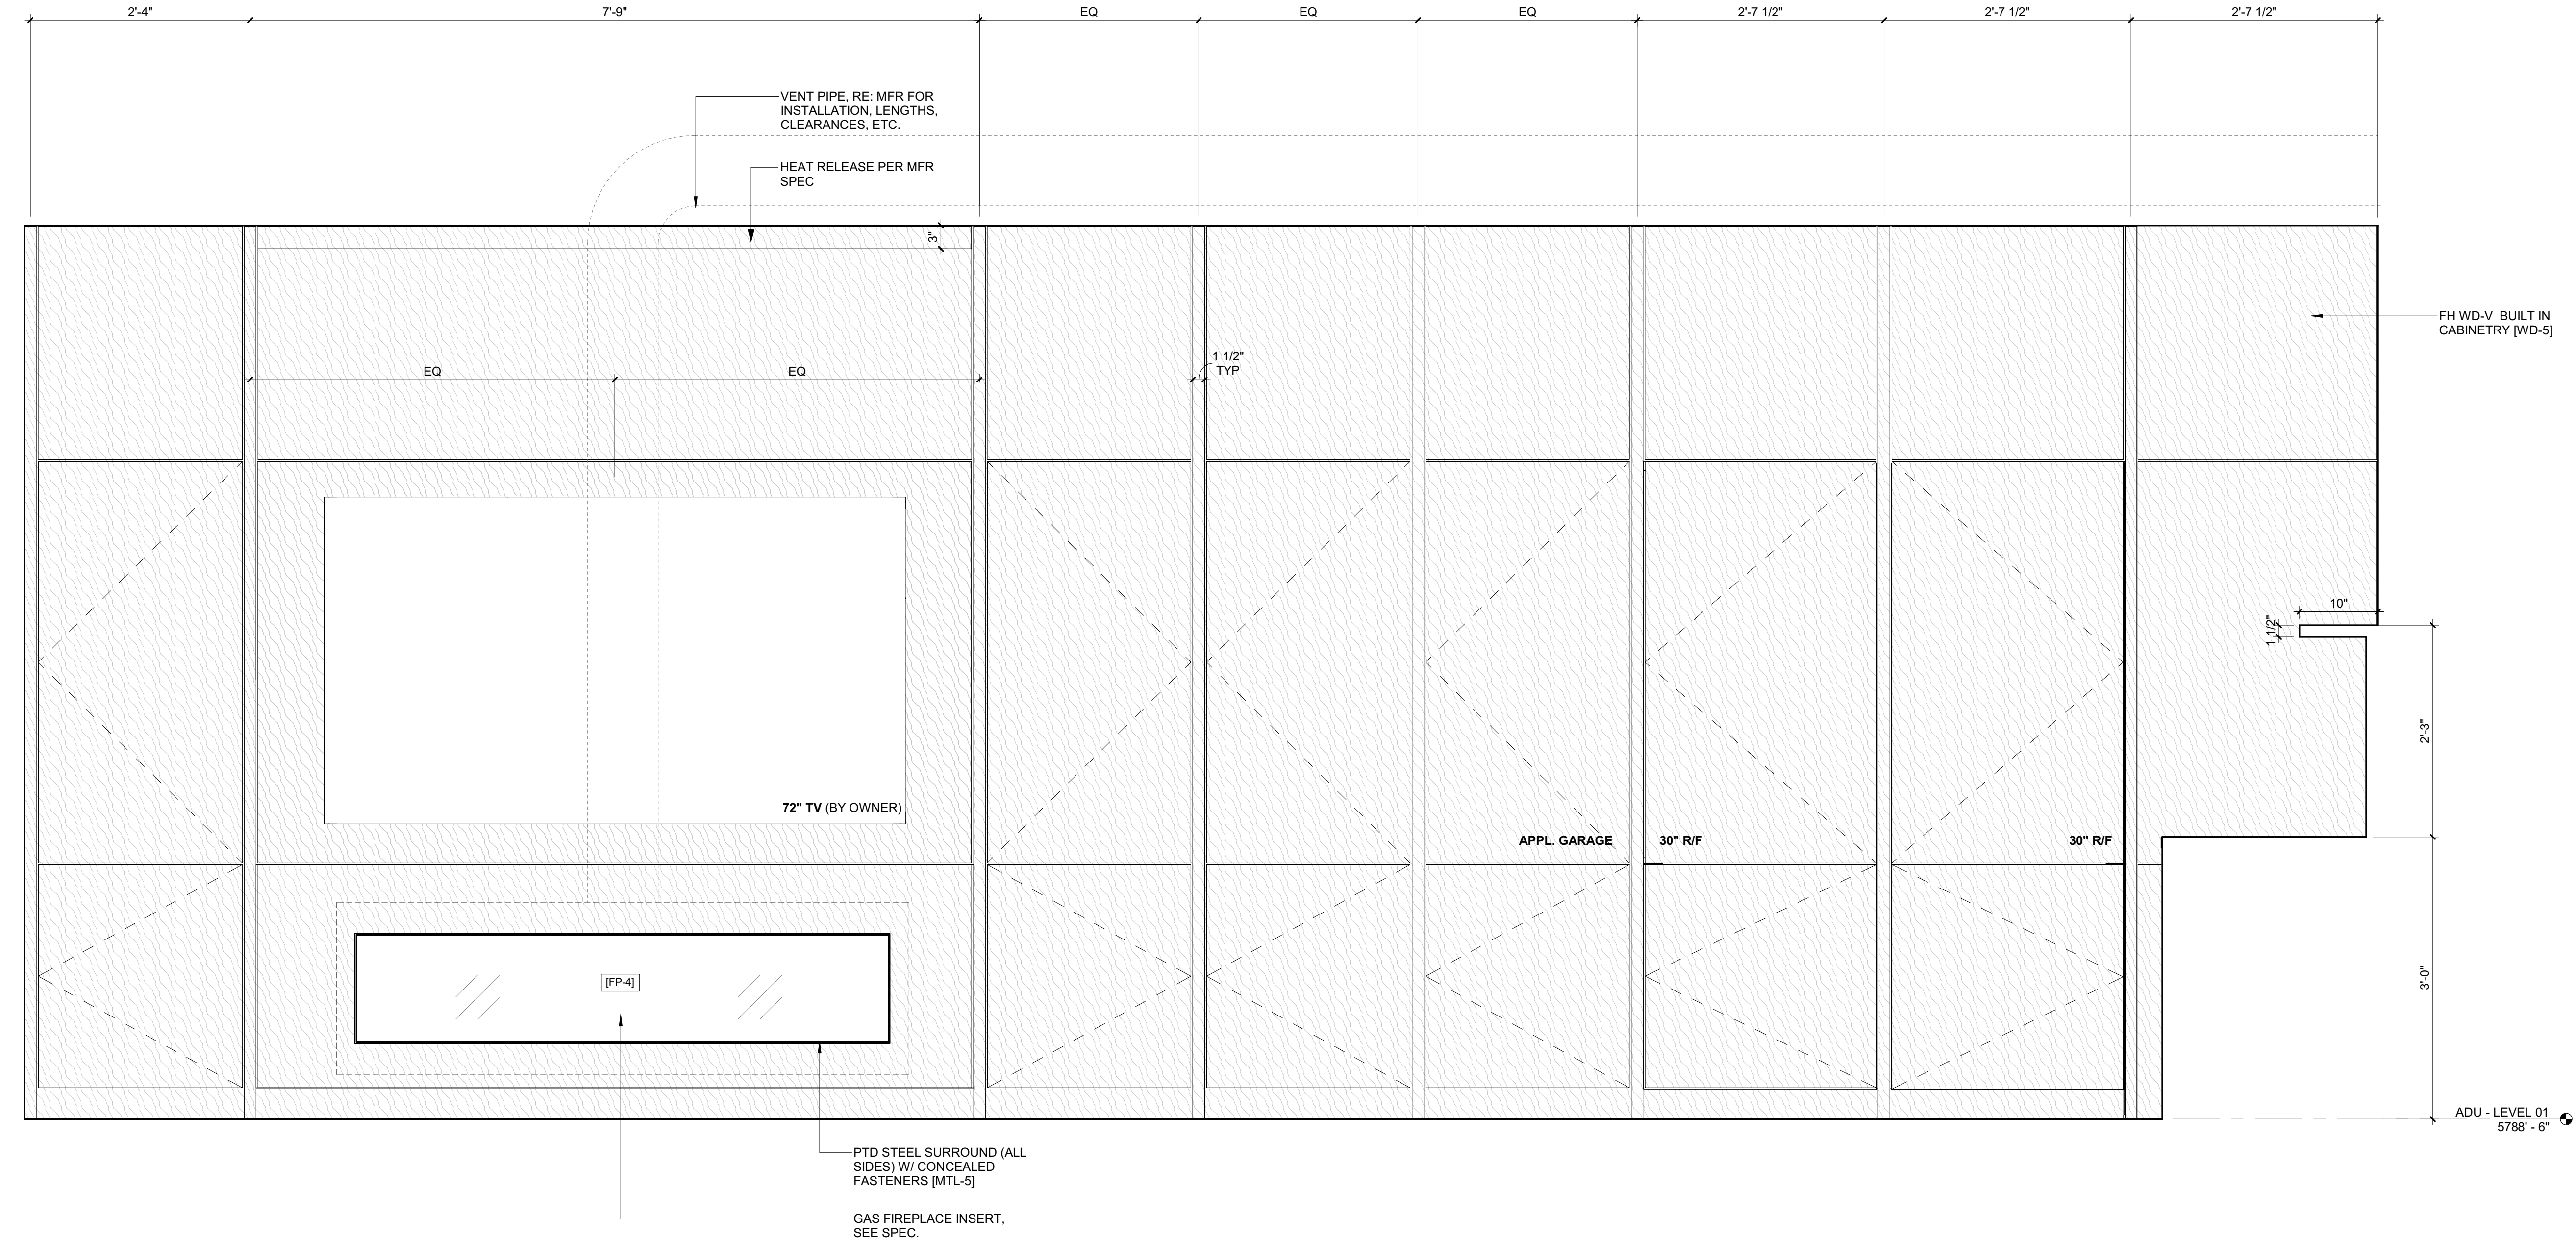 2'-4"
7'-9"
EQ
EQ
EQ
2'-7 1/2"
2'-7 1/2"
2'-7 1/2"
VENT PIPE, RE: MFR FOR
INSTALLATION, LENGTHS,
CLEARANCES, ETC.
HEAT RELEASE PER MFR
SPEC
3"
FH WD-V BUILT IN
CABINETRY [WD-5]
EQ
EQ
1 1/2"
TYP
10"
1 1/2"
2'-3"
72" TV (BY OWNER)
APPL. GARAGE
30" R/F
30" R/F
[FP-4]
3'-0"
ADU - LEVEL 01
5788' - 6"
PTD STEEL SURROUND (ALL
SIDES) W/ CONCEALED
FASTENERS [MTL-5]
GAS FIREPLACE INSERT,
SEE SPEC.